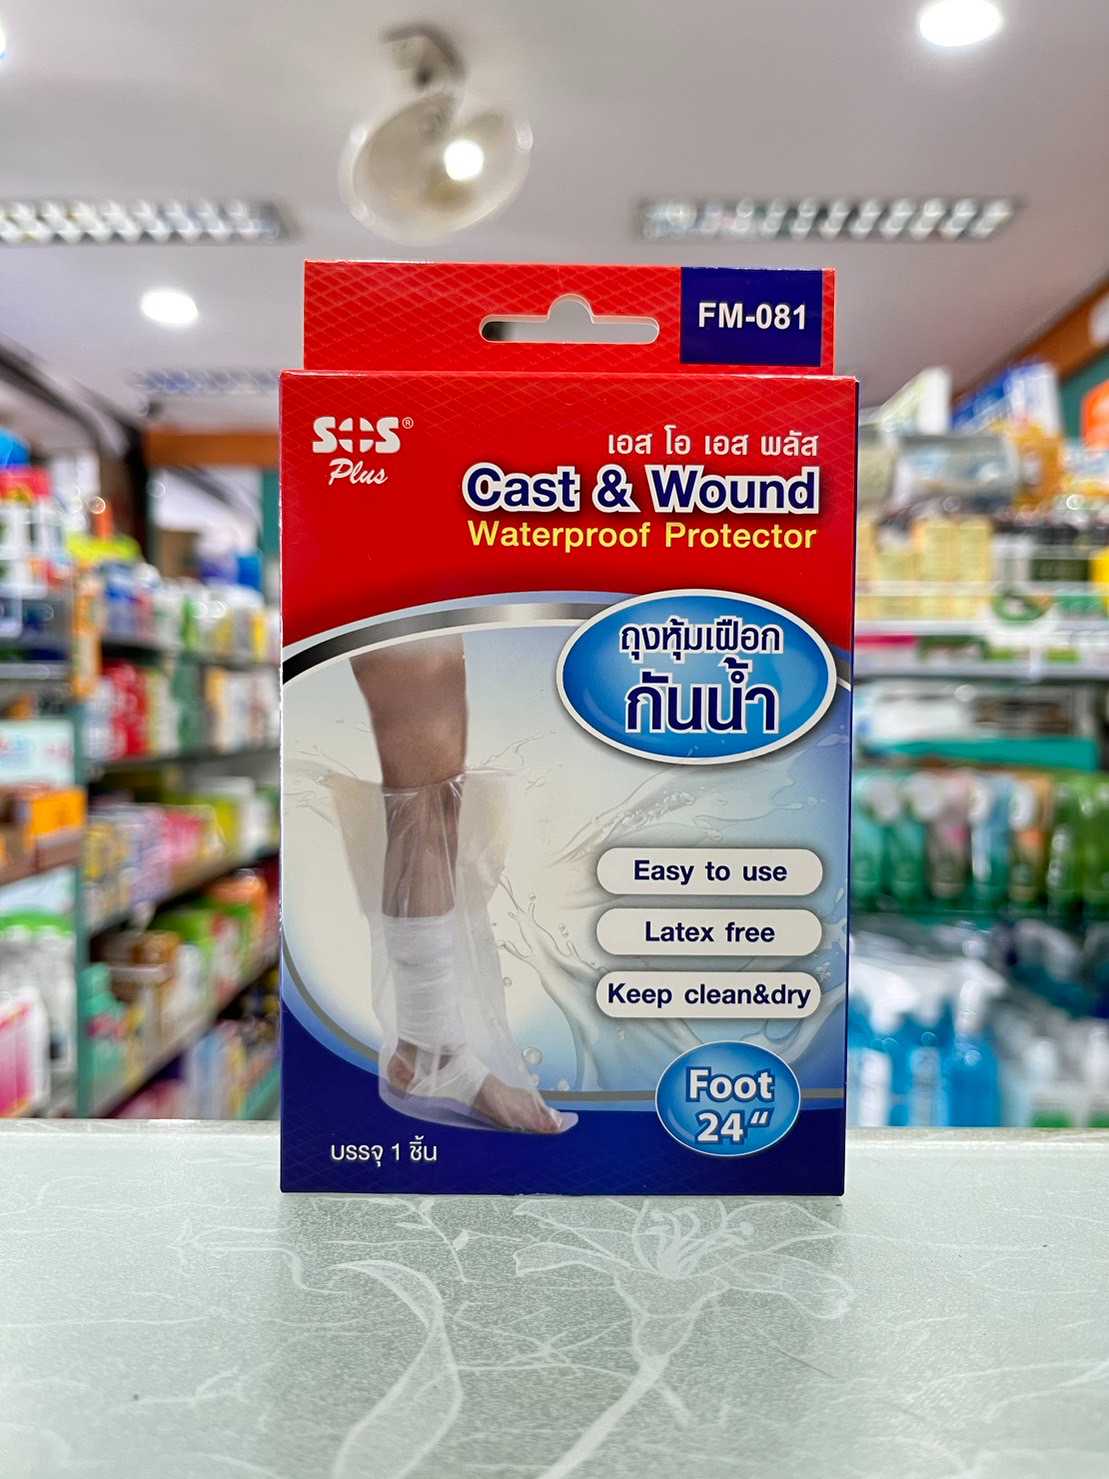 FM-081
SOS®
Plus
เอส โอ เอส พลัส
Cast & Wound
Waterproof Protector
ถุงหุ้มเฝือก
กันน้ำ
Easy to use
Latex free
Keep clean&dry
Foot
24"
บรรจุ 1 ชิ้น